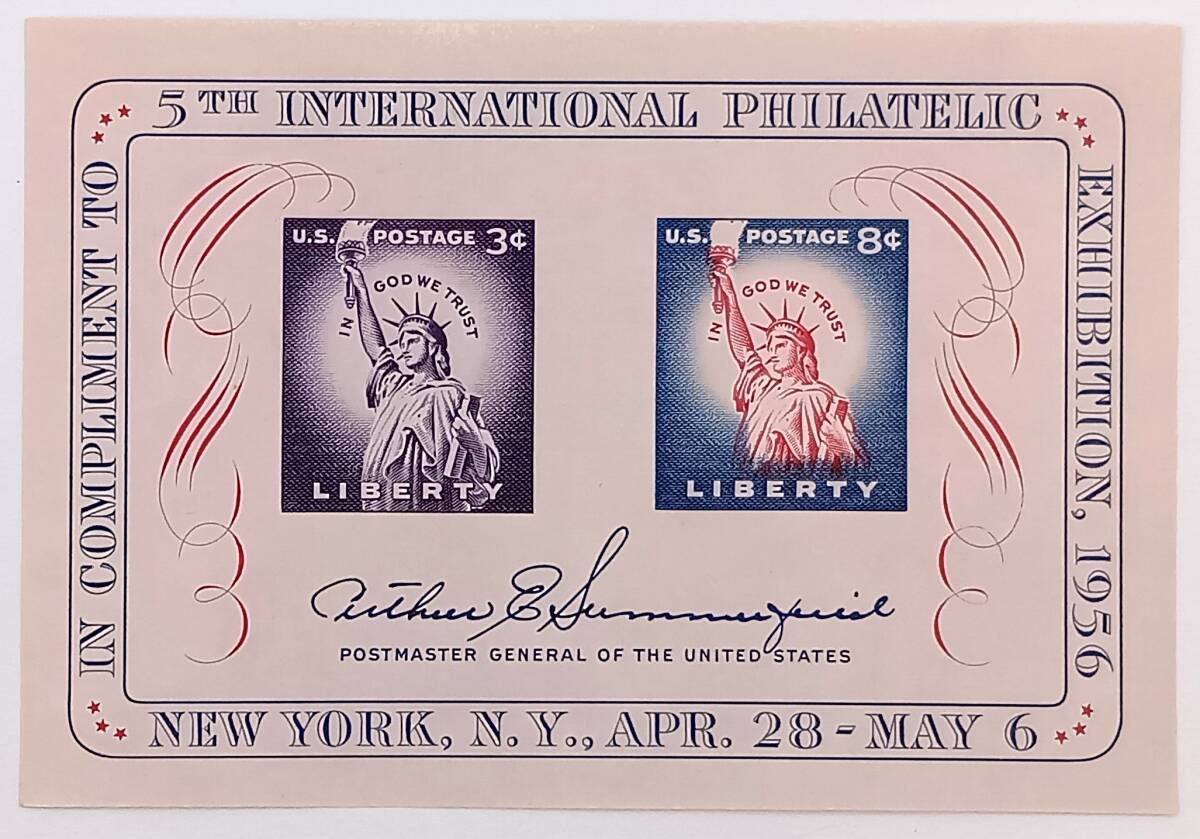 IN COMPLIMENT TO
5TH INTERNATIONAL PHILATELIC
EXHIBITION, 1956
NEW YORK, N.Y., APR. 28 - MAY 6
U.S. POSTAGE 3¢
IN GOD WE TRUST
LIBERTY
U.S. POSTAGE 8¢
IN GOD WE TRUST
LIBERTY
Arthur E Summerfield
POSTMASTER GENERAL OF THE UNITED STATES